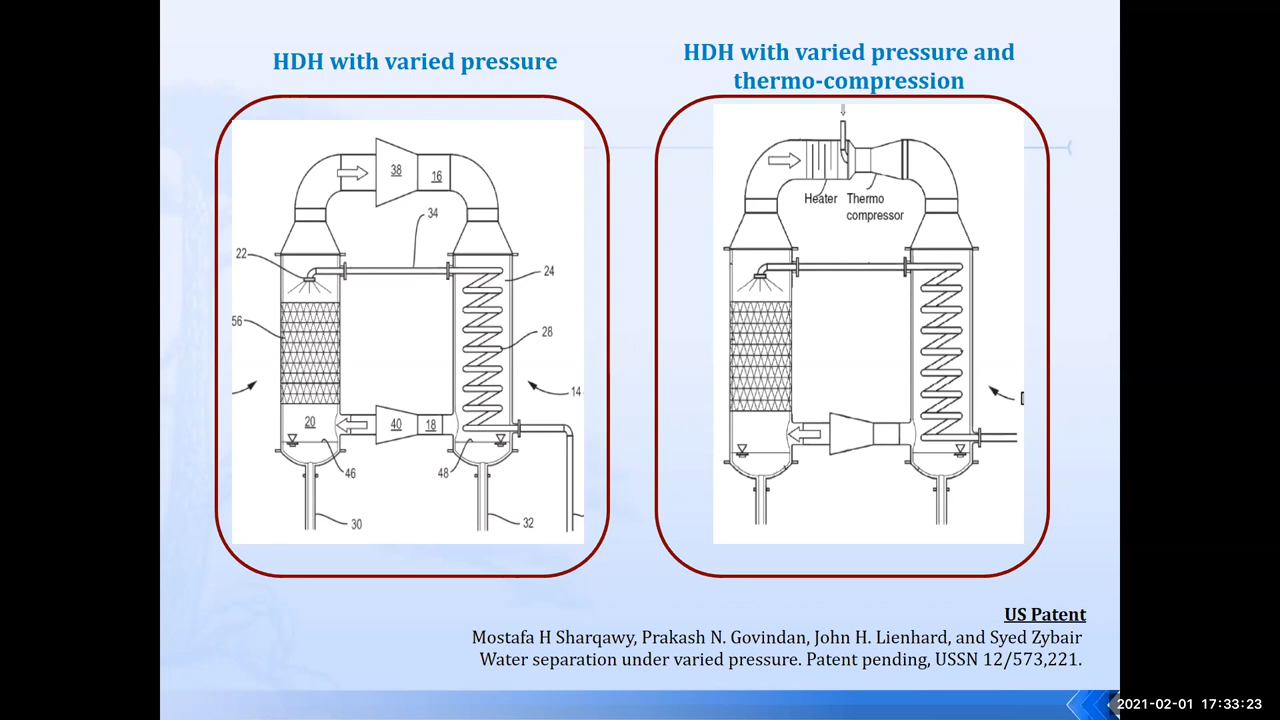 HDH with varied pressure
HDH with varied pressure and
thermo-compression
38
16
34
22
24
56
28
14
20
40
18
46
48
30
32
Heater
Thermo
compressor
US Patent
Mostafa H Sharqawy, Prakash N. Govindan, John H. Lienhard, and Syed Zybair
Water separation under varied pressure. Patent pending, USSN 12/573,221.
2021-02-01 17:33:23